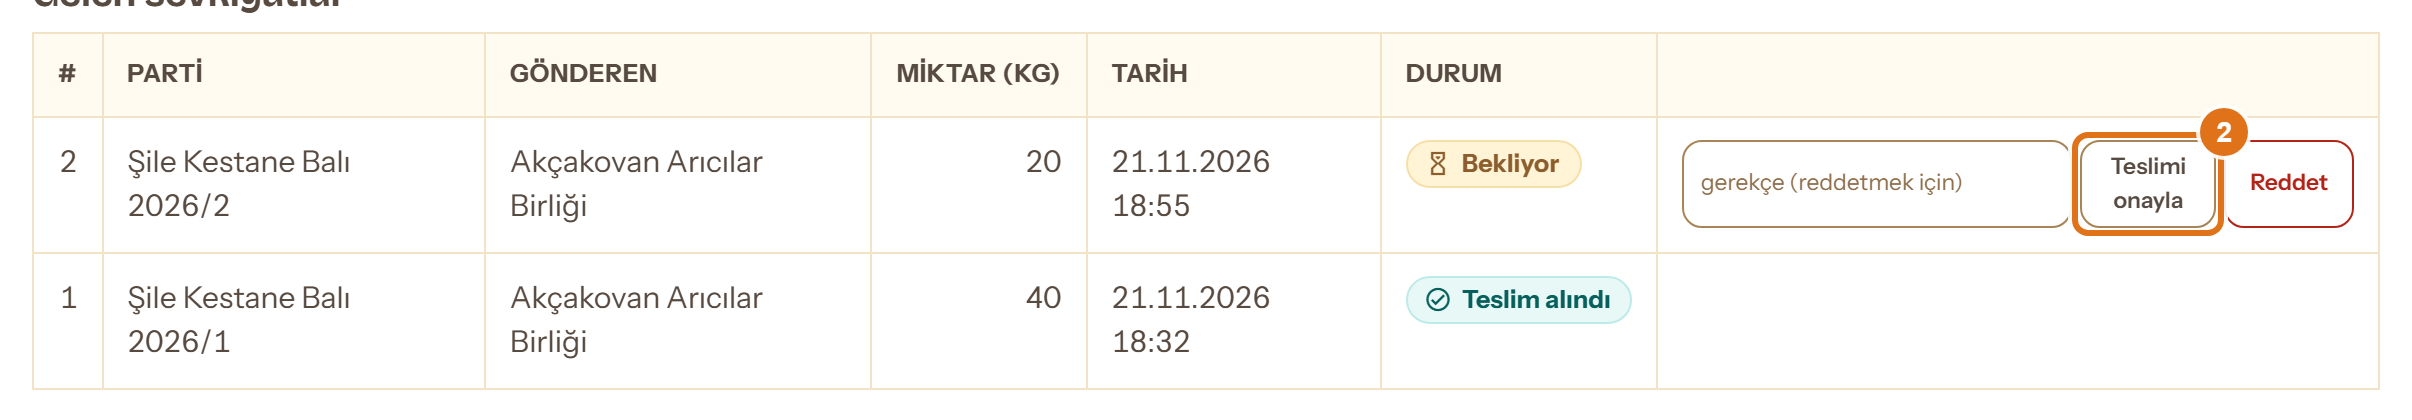 Gelen sevkiyatlar
# PARTİ GÖNDEREN MİKTAR (KG) TARİH DURUM
2 Şile Kestane Balı 2026/2 Akçakovan Arıcılar Birliği 20 21.11.2026 18:55 Bekliyor gerekçe (reddetmek için) Teslimi onayla 2 Reddet
1 Şile Kestane Balı 2026/1 Akçakovan Arıcılar Birliği 40 21.11.2026 18:32 Teslim alındı